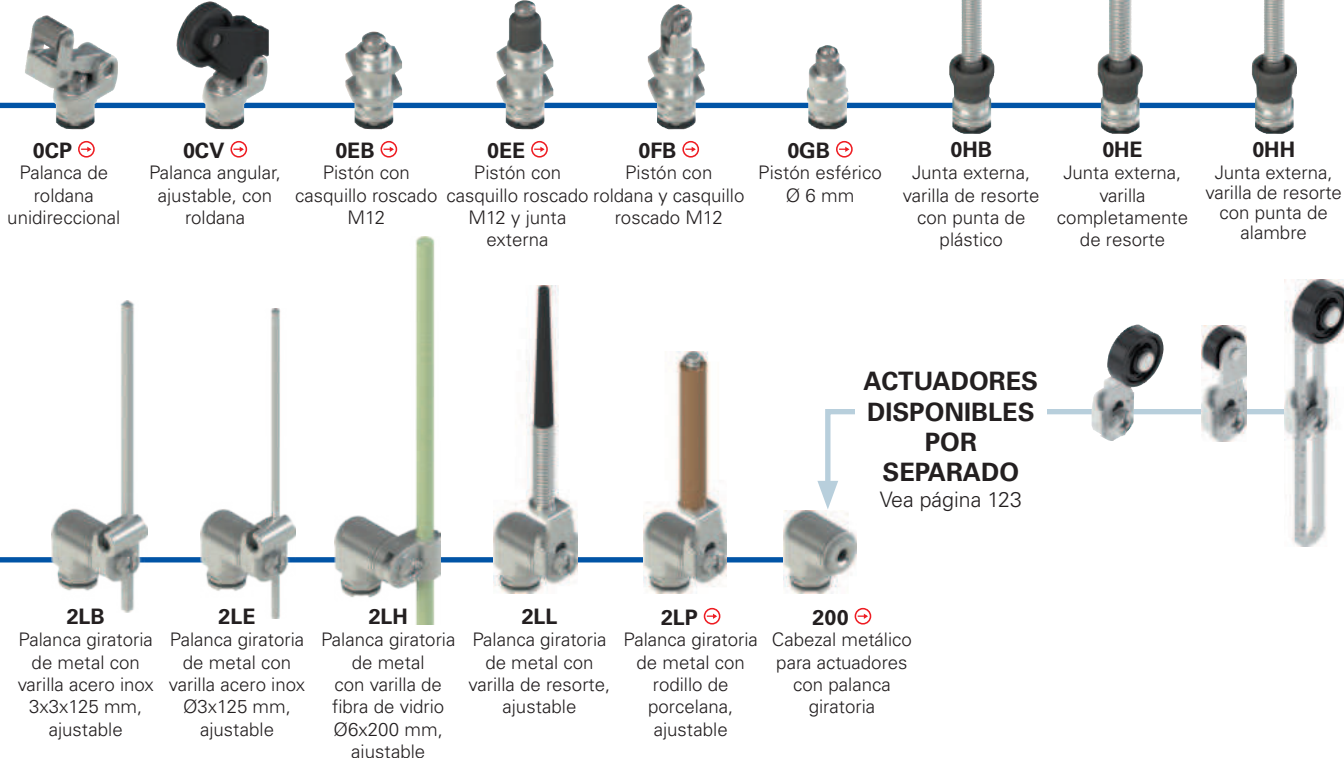 0CP
Palanca de
roldana
unidireccional
0CV
Palanca angular,
ajustable, con
roldana
0EB
Pistón con
casquillo roscado
M12
0EE
Pistón con
casquillo roscado
M12 y junta
externa
0FB
Pistón con
roldana y casquillo
roscado M12
0GB
Pistón esférico
Ø 6 mm
0HB
Junta externa,
varilla de resorte
con punta de
plástico
0HE
Junta externa,
varilla
completamente
de resorte
0HH
Junta externa,
varilla de resorte
con punta de
alambre
ACTUADORES
DISPONIBLES
POR
SEPARADO
Vea página 123
2LB
Palanca giratoria
de metal con
varilla acero inox
3x3x125 mm,
ajustable
2LE
Palanca giratoria
de metal con
varilla acero inox
Ø3x125 mm,
ajustable
2LH
Palanca giratoria
de metal
con varilla de
fibra de vidrio
Ø6x200 mm,
ajustable
2LL
Palanca giratoria
de metal con
varilla de resorte,
ajustable
2LP
Palanca giratoria
de metal con
rodillo de
porcelana,
ajustable
200
Cabezal metálico
para actuadores
con palanca
giratoria